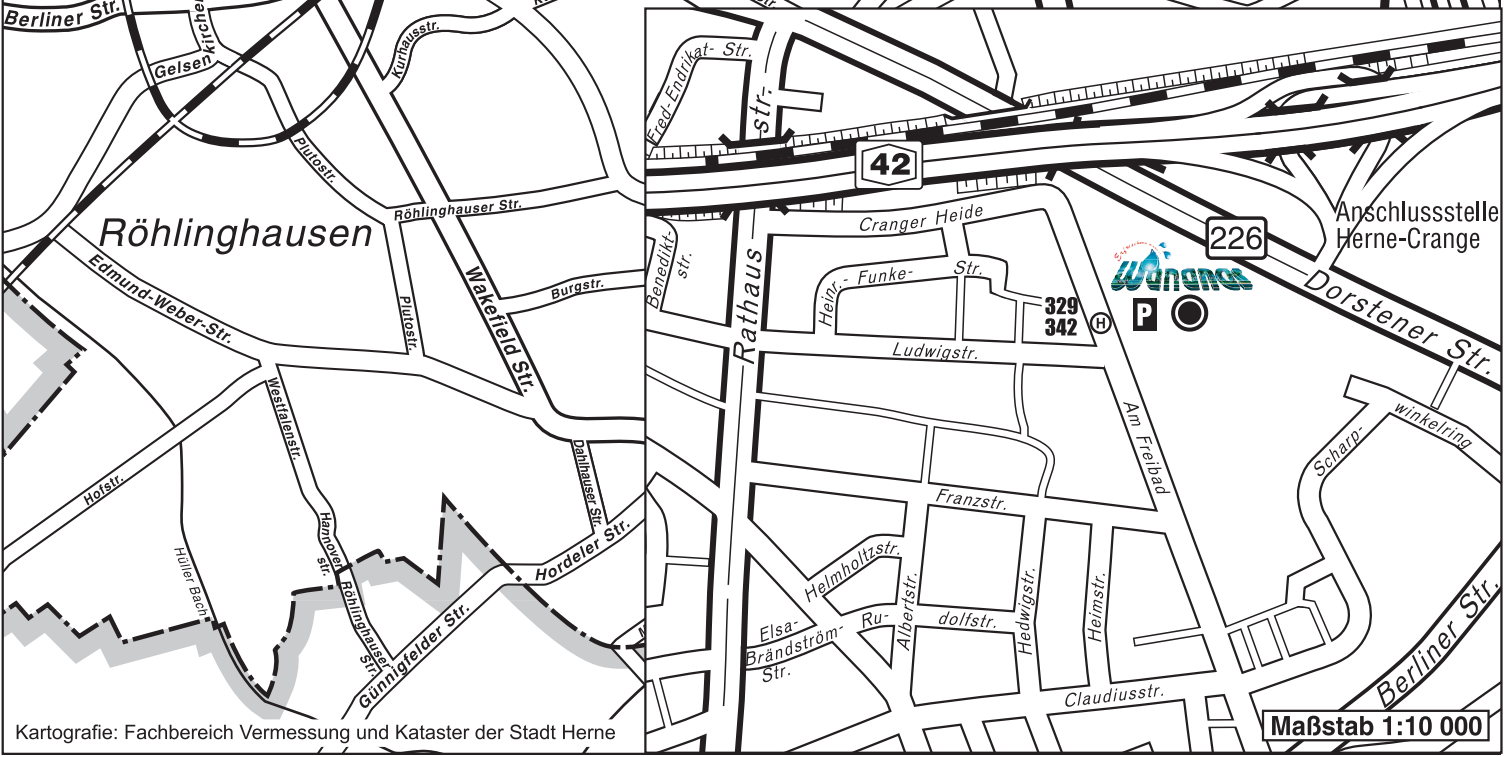 Berliner Str.
Gelsenkircher
Kurhausstr.
Plutostr.
Röhlinghauser Str.
Röhlinghausen
Edmund-Weber-Str.
Wakefield Str.
Burgstr.
Plutostr.
Westfalenstr.
Hofstr.
Dahlhauser Str.
Hannover
str.
Hordeler Str.
Hüller Bach
Röhlinghauser
Str.
Günnigfelder Str.
Kartografie: Fachbereich Vermessung und Kataster der Stadt Herne
Fred-Endrikat- Str.
str.-
42
Cranger Heide
226
Anschlussstelle
Herne-Crange
Benedikt-
str.
Rathaus
Heinr.- Funke- Str.
Wananas
329
342
H
P
Dorstener Str.
Ludwigstr.
Am Freibad
Scharp-
winkelring
Franzstr.
Helmholtzstr.
Albertstr.
Hedwigstr.
Heimstr.
Elsa-
Brändström-
Str.
Ru-
dolfstr.
Claudiusstr.
Berliner Str.
Maßstab 1:10 000